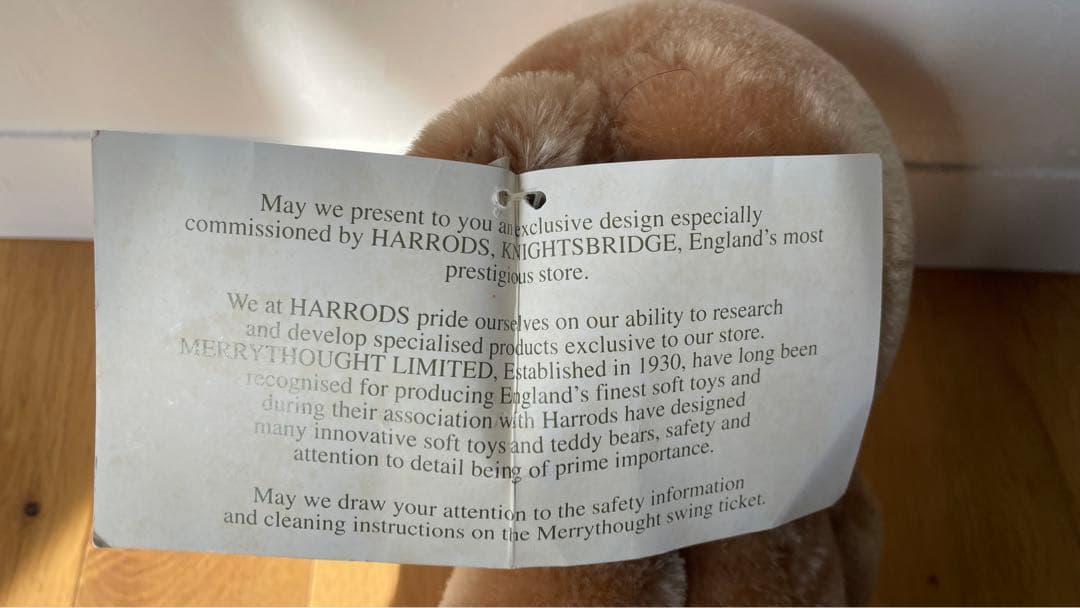 May we present to you an exclusive design especially
commissioned by HARRODS, KNIGHTSBRIDGE, England's most
prestigious store.
We at HARRODS pride ourselves on our ability to research
and develop specialised products exclusive to our store.
MERRYTHOUGHT LIMITED, Established in 1930, have long been
recognised for producing England's finest soft toys and
during their association with Harrods have designed
many innovative soft toys and teddy bears, safety and
attention to detail being of prime importance.
May we draw your attention to the safety information
and cleaning instructions on the Merrythought swing ticket.